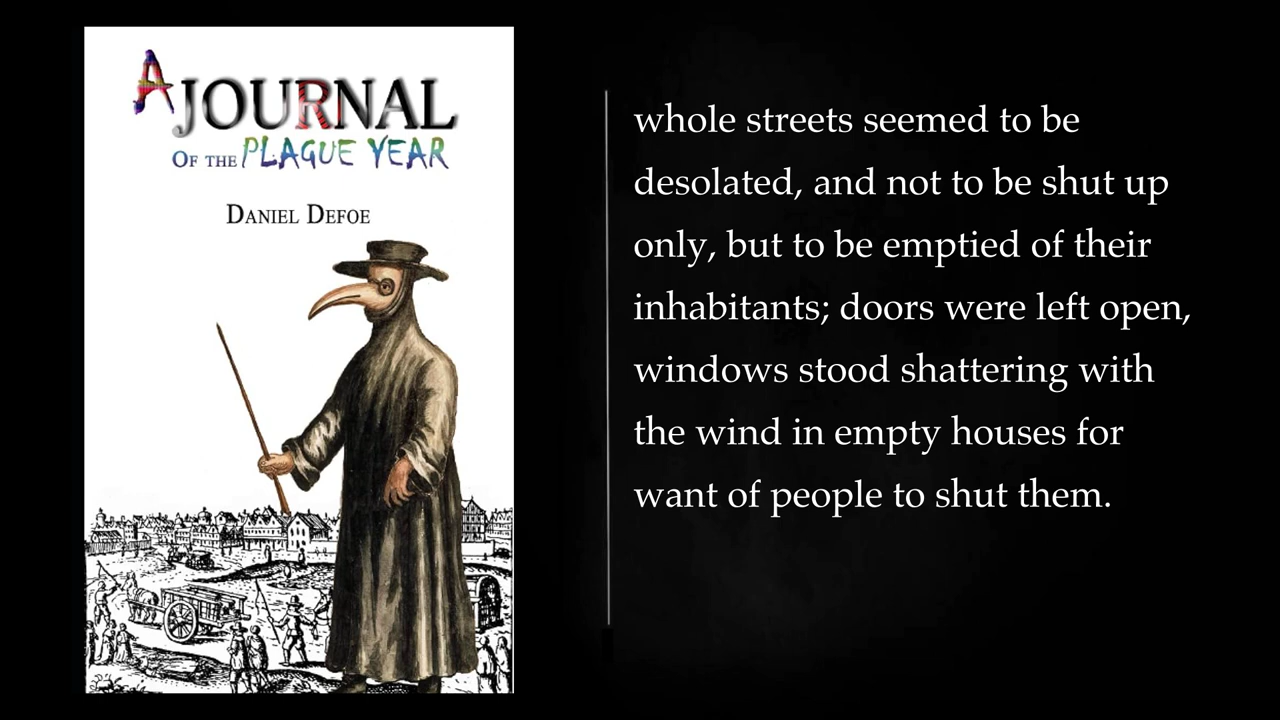 A JOURNAL
OF THE PLAGUE YEAR
DANIEL DEFOE
whole streets seemed to be
desolated, and not to be shut up
only, but to be emptied of their
inhabitants; doors were left open,
windows stood shattering with
the wind in empty houses for
want of people to shut them.